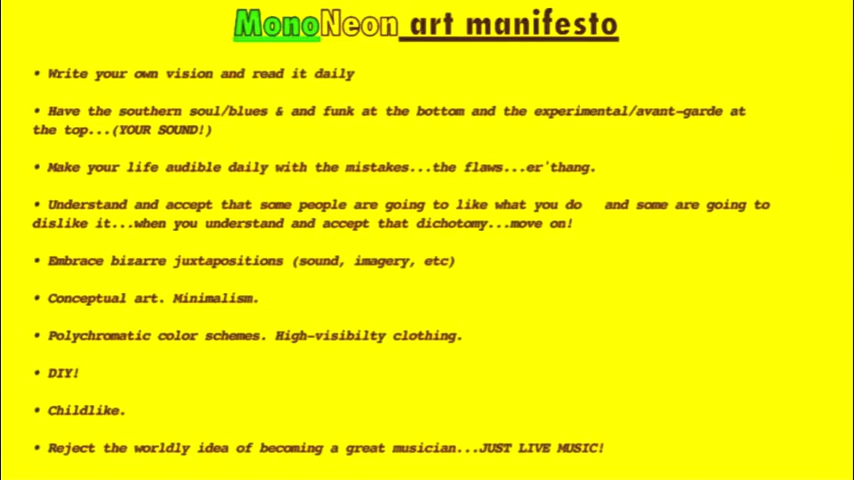 MonoNeon art manifesto
• Write your own vision and read it daily
• Have the southern soul/blues & and funk at the bottom and the experimental/avant-garde at
the top...(YOUR SOUND!)
• Make your life audible daily with the mistakes...the flaws...er'thang.
• Understand and accept that some people are going to like what you do and some are going to
dislike it...when you understand and accept that dichotomy...move on!
• Embrace bizarre juxtapositions (sound, imagery, etc)
• Conceptual art. Minimalism.
• Polychromatic color schemes. High-visibilty clothing.
• DIY!
• Childlike.
• Reject the worldly idea of becoming a great musician...JUST LIVE MUSIC!